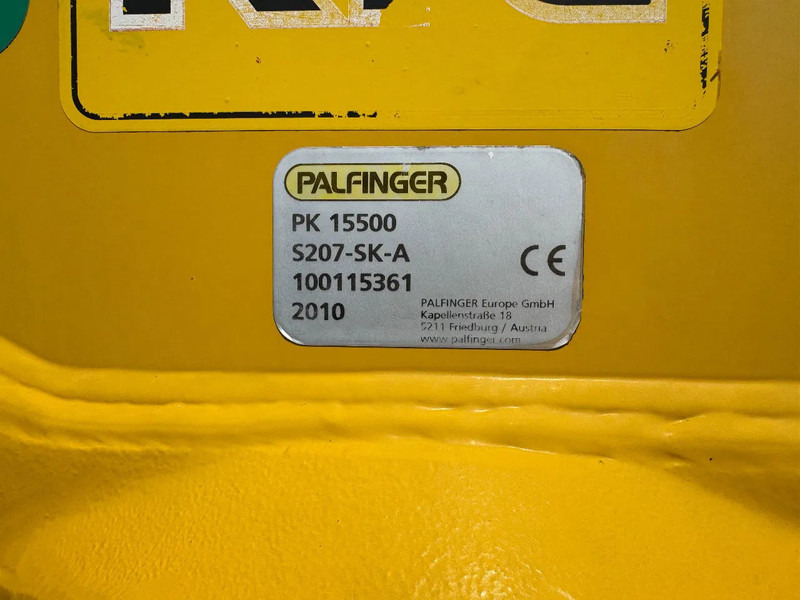 PALFINGER
PK 15500
S207-SK-A
100115361
2010
CE
PALFINGER Europe GmbH
Kapellenstraße 18
5211 Friedburg / Austria
www.palfinger.com